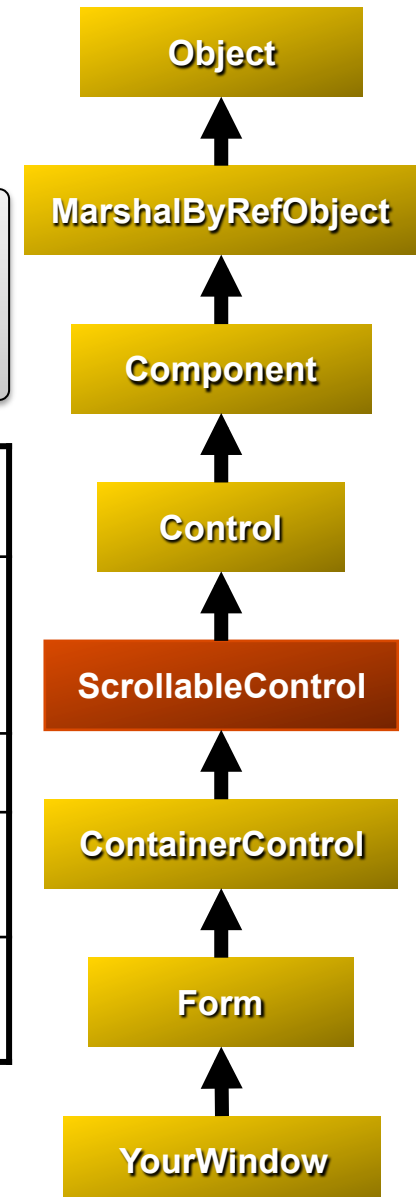 Object
MarshalByRefObject
Component
Control
ScrollableControl
ContainerControl
Form
YourWindow